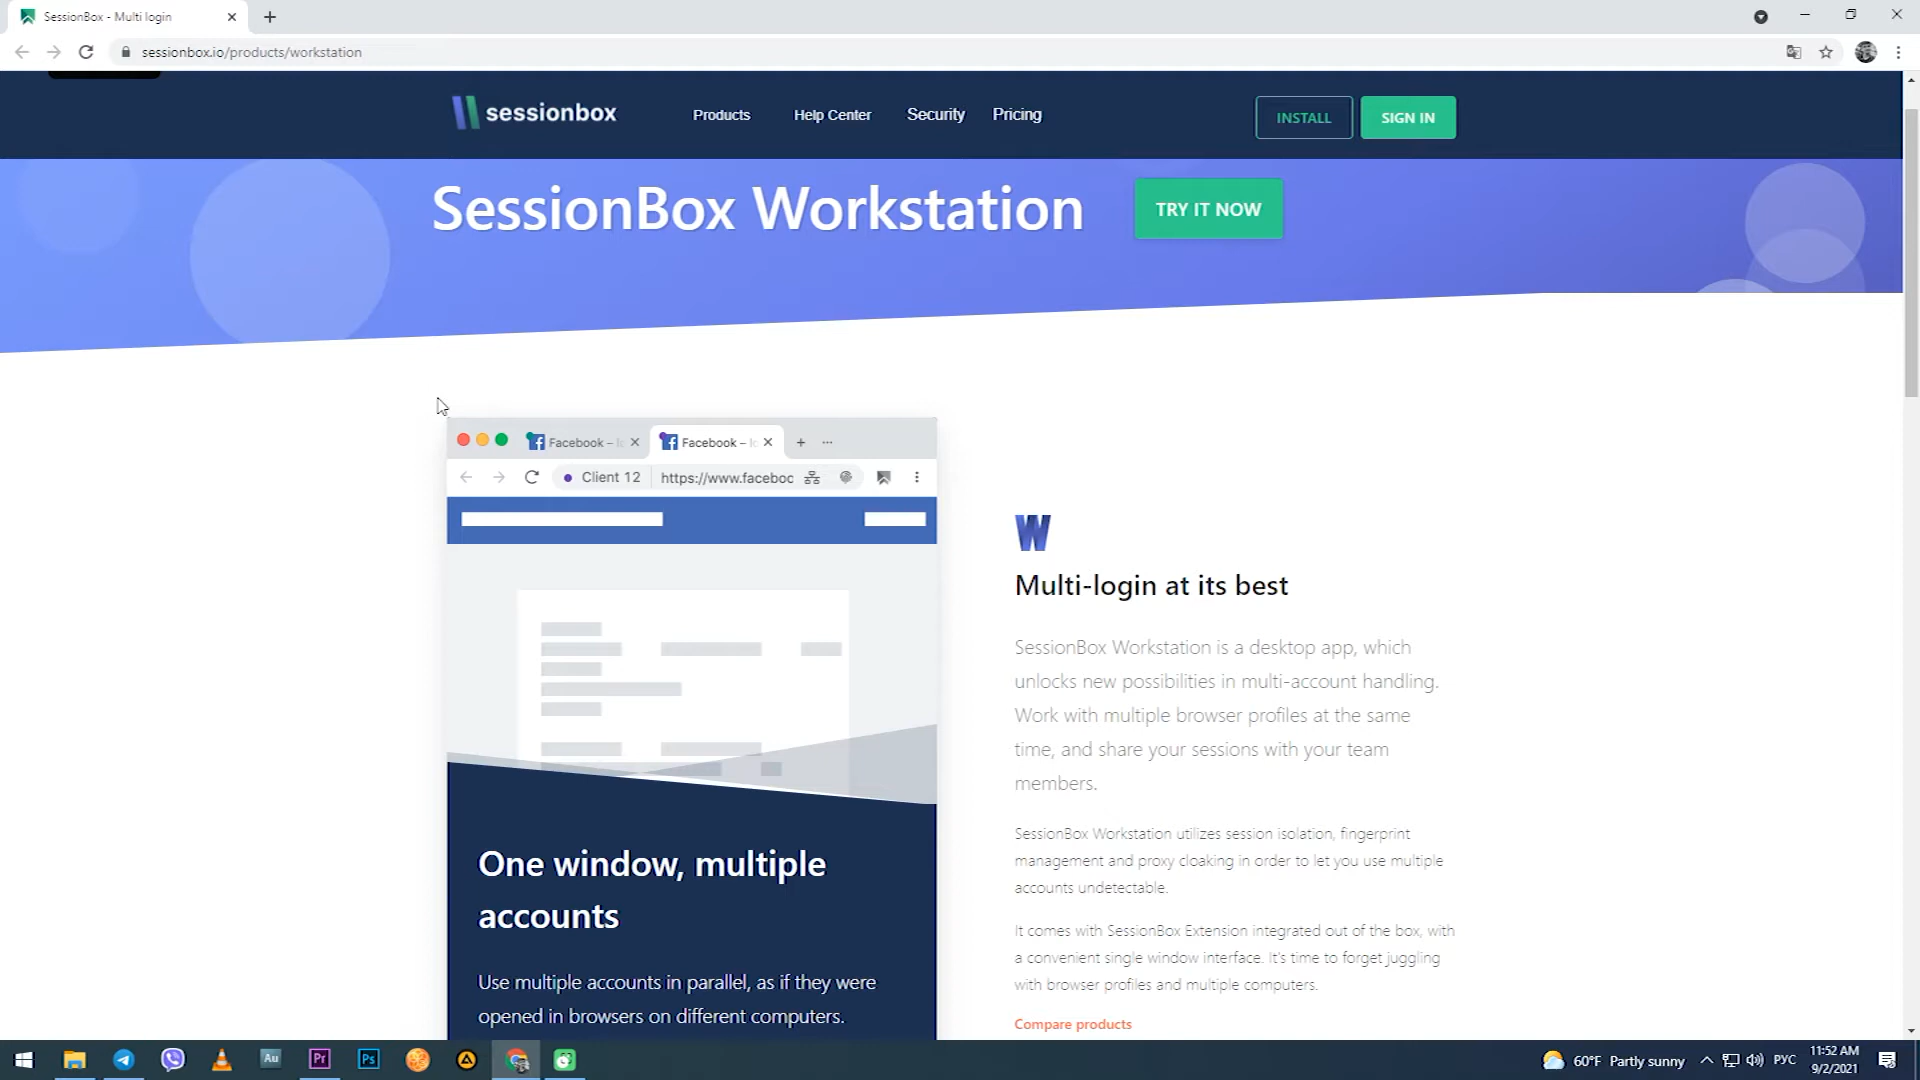 SessionBox - Multi login
sessionbox.io/products/workstation
sessionbox
Products
Help Center
Security
Pricing
INSTALL
SIGN IN
SessionBox Workstation
TRY IT NOW
Facebook –
Facebook –
Client 12
https://www.faceboc
W
Multi-login at its best
SessionBox Workstation is a desktop app, which
unlocks new possibilities in multi-account handling.
Work with multiple browser profiles at the same
time, and share your sessions with your team
members.
SessionBox Workstation utilizes session isolation, fingerprint
management and proxy cloaking in order to let you use multiple
accounts undetectable.
It comes with SessionBox Extension integrated out of the box, with
a convenient single window interface. It's time to forget juggling
with browser profiles and multiple computers.
Compare products
One window, multiple
accounts
Use multiple accounts in parallel, as if they were
opened in browsers on different computers.
Au
Pr
Ps
60°F Partly sunny
РУС
11:52 AM
9/2/2021